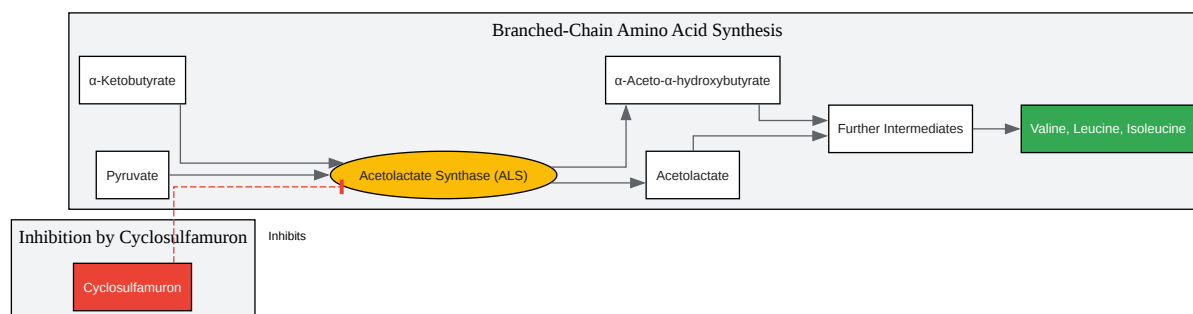 Branched-Chain Amino Acid Synthesis
α-Ketobutyrate
α-Aceto-α-hydroxybutyrate
Further Intermediates
Valine, Leucine, Isoleucine
Pyruvate
Acetolactate Synthase (ALS)
Acetolactate
Inhibition by Cyclosulfamuron
Inhibits
Cyclosulfamuron